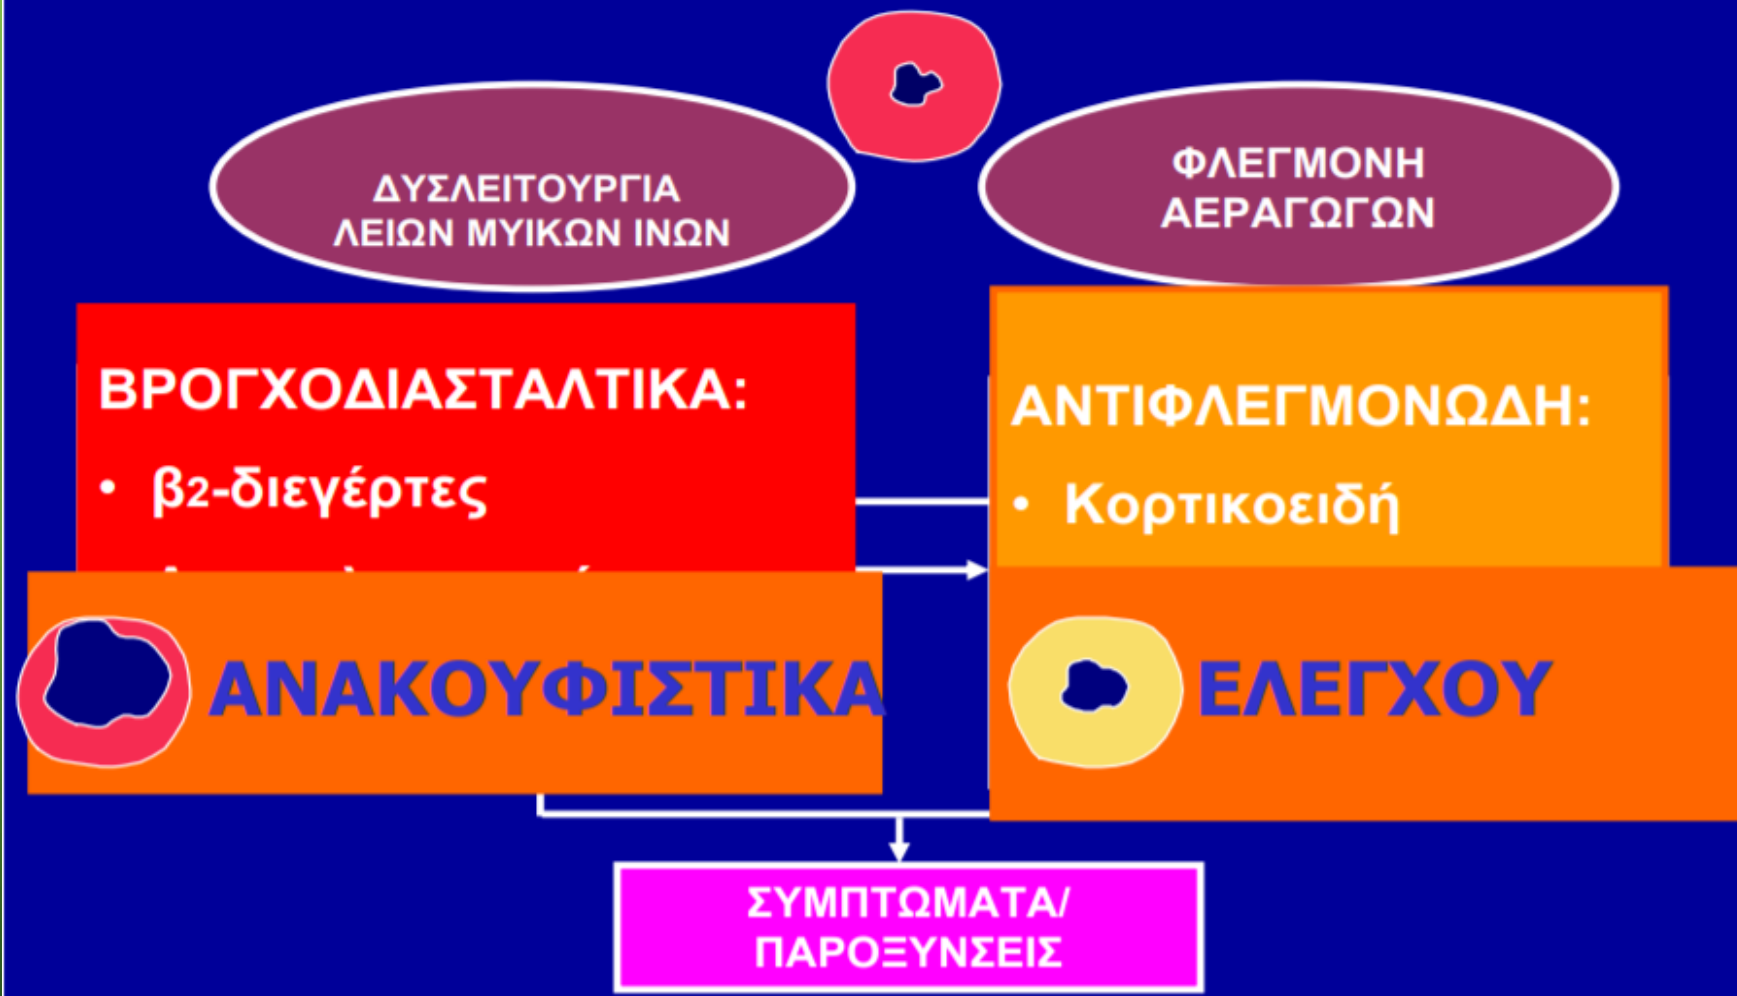 ΔΥΣΛΕΙΤΟΥΡΓΙΑ
ΛΕΙΩΝ ΜΥΙΚΩΝ ΙΝΩΝ
ΦΛΕΓΜΟΝΗ
ΑΕΡΑΓΩΓΩΝ
ΒΡΟΓΧΟΔΙΑΣΤΑΛΤΙΚΑ:
• β2-διεγέρτες
ΑΝΤΙΦΛΕΓΜΟΝΩΔΗ:
• Κορτικοειδή
ΑΝΑΚΟΥΦΙΣΤΙΚΑ
ΕΛΕΓΧΟΥ
ΣΥΜΠΤΩΜΑΤΑ/
ΠΑΡΟΞΥΝΣΕΙΣ